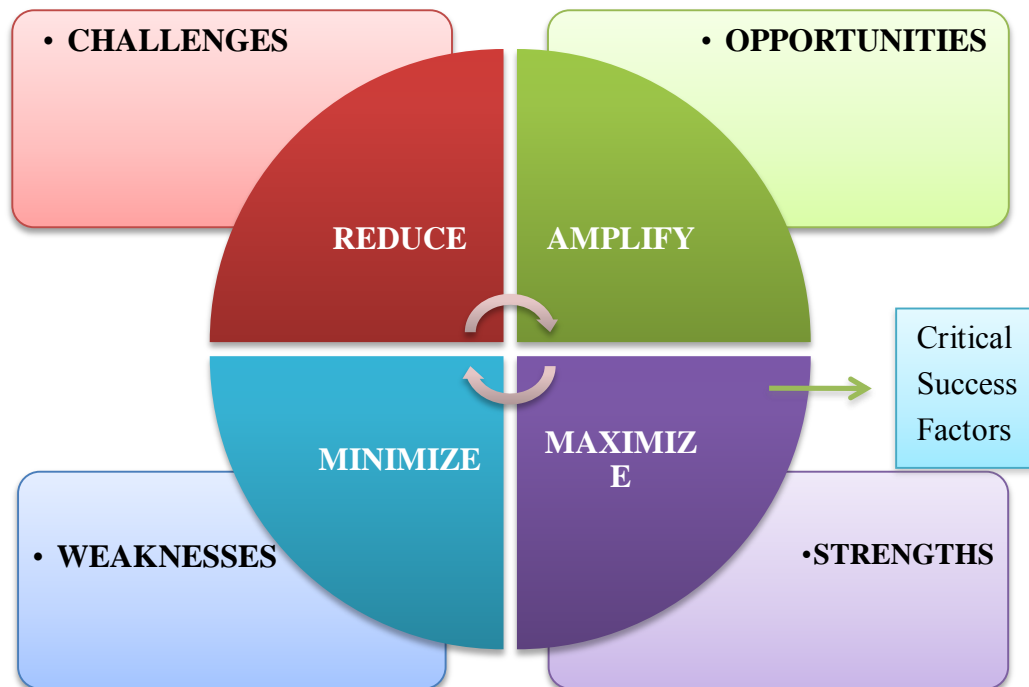 • CHALLENGES
• OPPORTUNITIES
REDUCE
AMPLIFY
Critical
Success
Factors
MINIMIZE
MAXIMIZ
E
• WEAKNESSES
•STRENGTHS